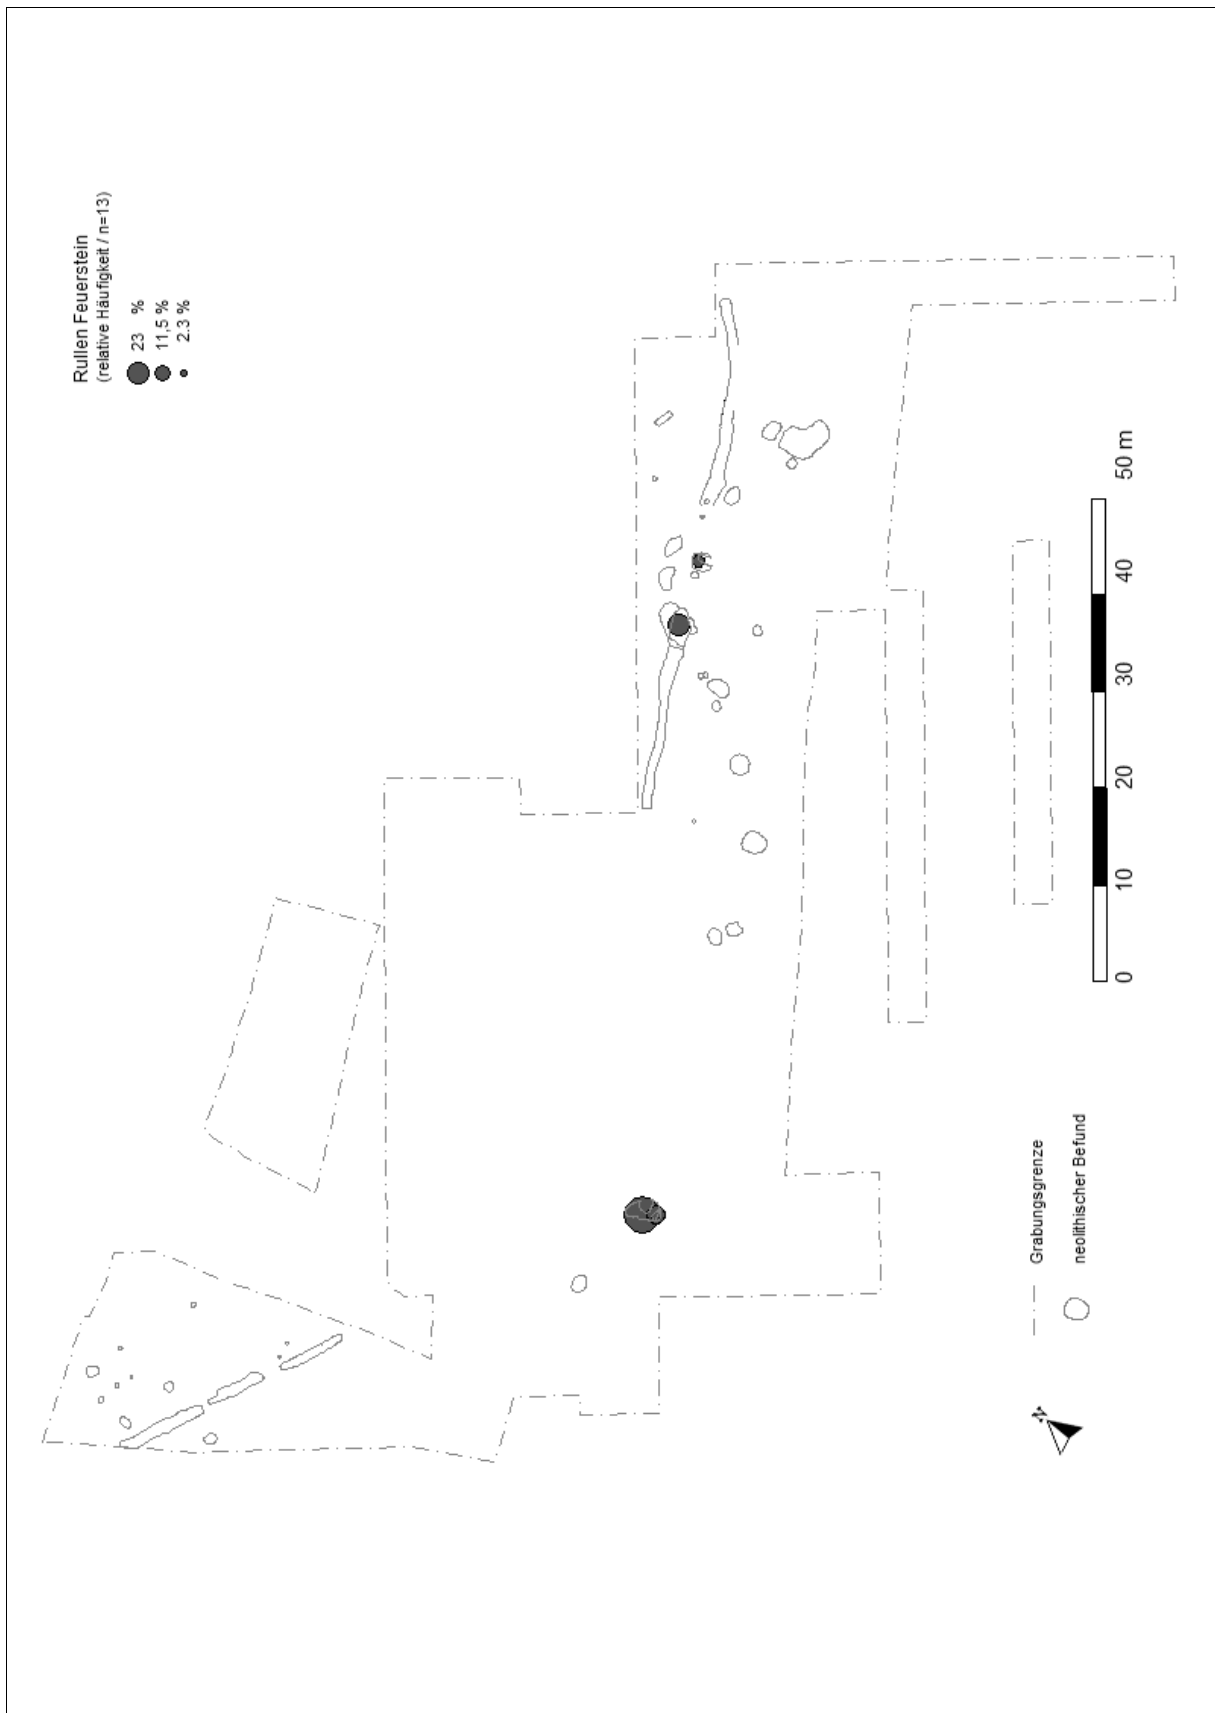 Rullen Feuerstein
(relative Häufigkeit / n=13)
23 %
11,5 %
2.3 %
0 10 20 30 40 50 m
N
Grabungsgrenze
neolithischer Befund